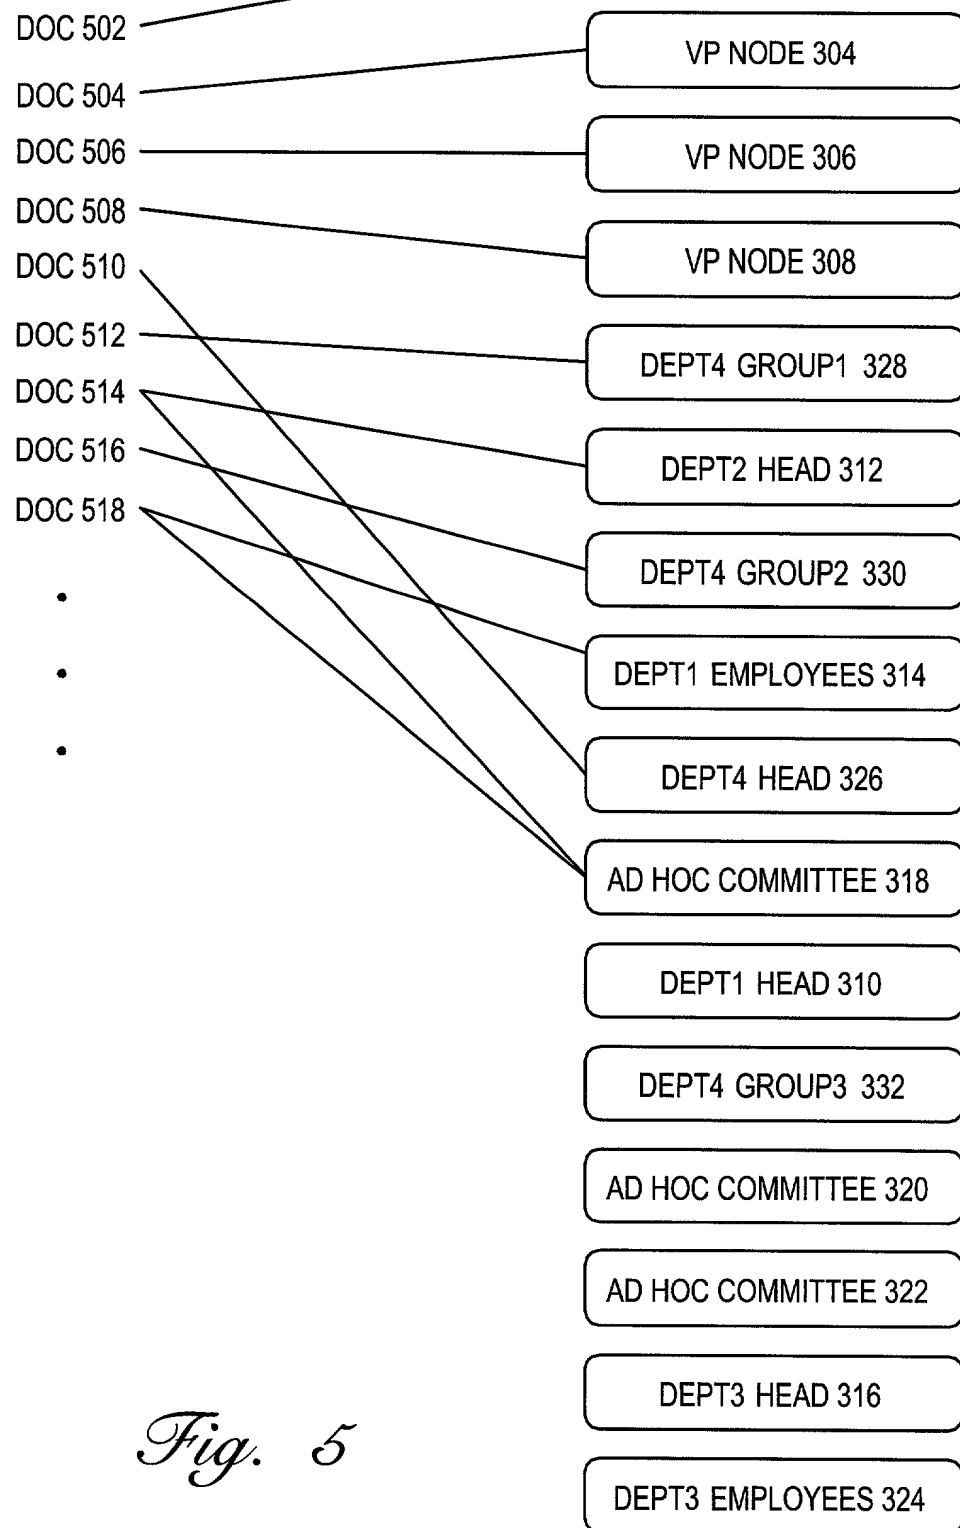 DOC 502
DOC 504
DOC 506
DOC 508
DOC 510
DOC 512
DOC 514
DOC 516
DOC 518
VP NODE 304
VP NODE 306
VP NODE 308
DEPT4 GROUP1 328
DEPT2 HEAD 312
DEPT4 GROUP2 330
DEPT1 EMPLOYEES 314
DEPT4 HEAD 326
AD HOC COMMITTEE 318
DEPT1 HEAD 310
DEPT4 GROUP3 332
AD HOC COMMITTEE 320
AD HOC COMMITTEE 322
DEPT3 HEAD 316
DEPT3 EMPLOYEES 324
Fig. 5